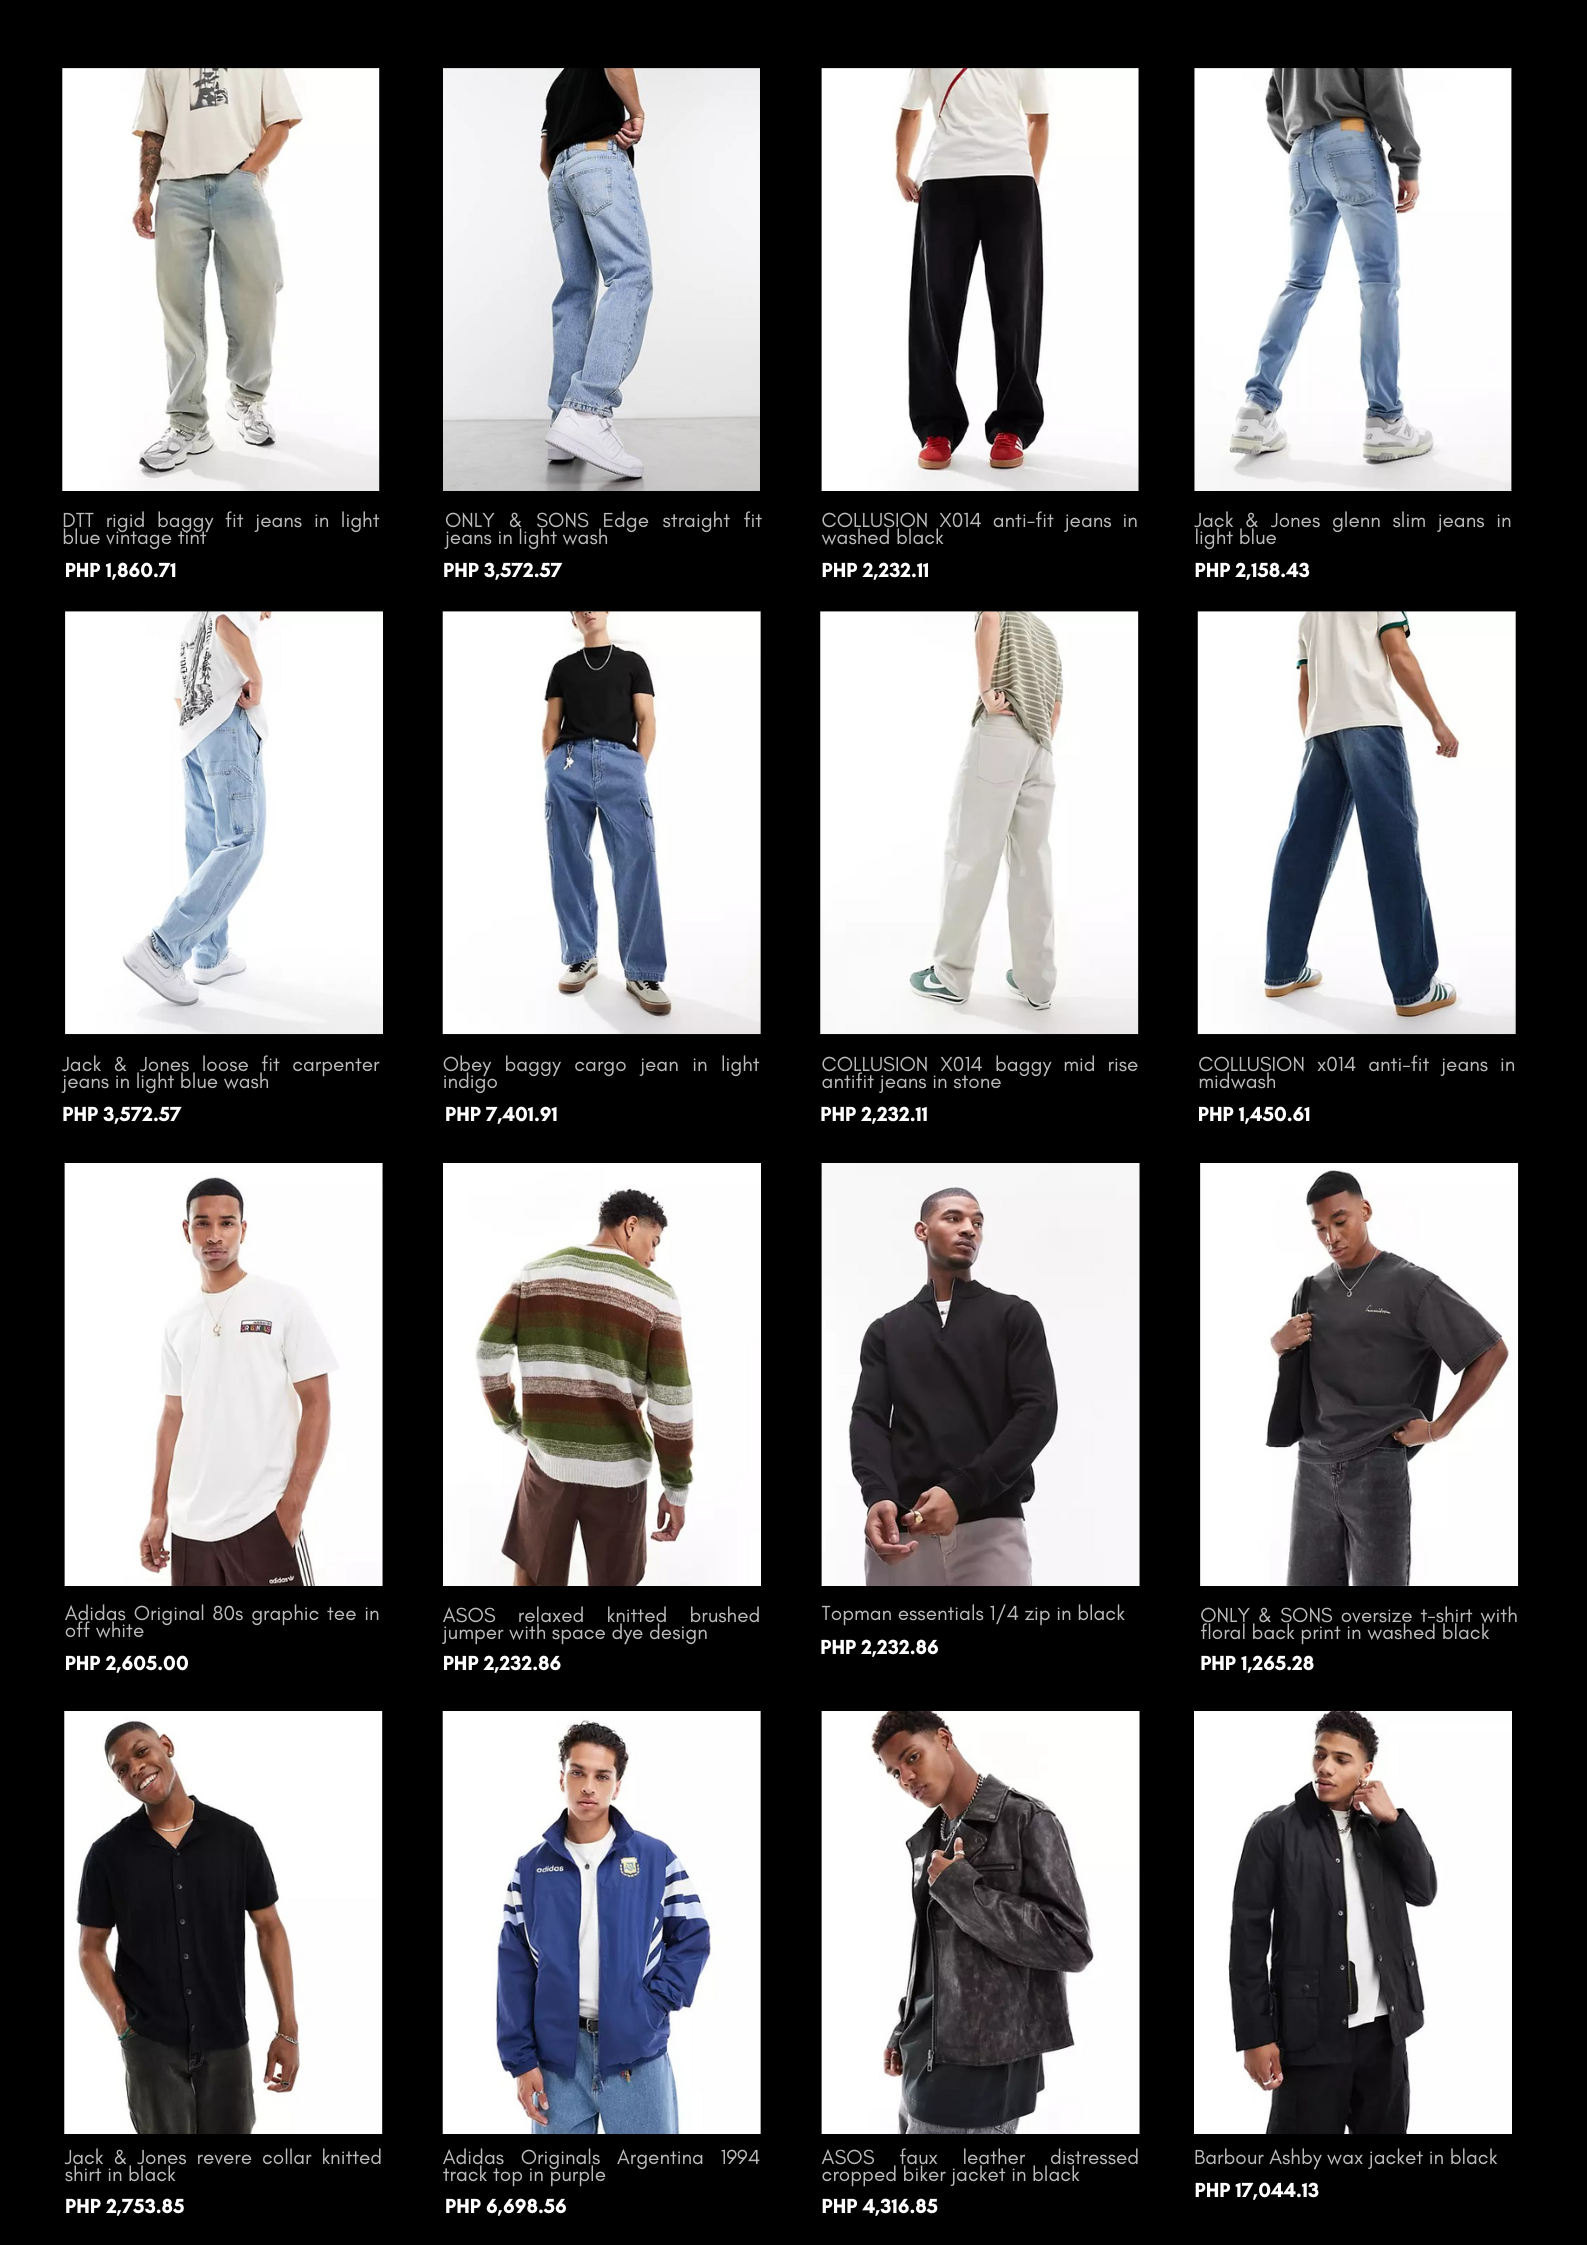 DTT rigid baggy fit jeans in light
blue vintage tint
PHP 1,860.71
ONLY & SONS Edge straight fit
jeans in light wash
PHP 3,572.57
COLLUSION X014 anti-fit jeans in
washed black
PHP 2,232.11
Jack & Jones glenn slim jeans in
light blue
PHP 2,158.43
Jack & Jones loose fit carpenter
jeans in light blue wash
PHP 3,572.57
Obey baggy cargo jean in light
indigo
PHP 7,401.91
COLLUSION X014 baggy mid rise
antifit jeans in stone
PHP 2,232.11
COLLUSION x014 anti-fit jeans in
midwash
PHP 1,450.61
ORIGINALS
adidas
Adidas Original 80s graphic tee in
off white
PHP 2,605.00
ASOS relaxed knitted brushed
jumper with space dye design
PHP 2,232.86
Topman essentials 1/4 zip in black
PHP 2,232.86
ONLY & SONS oversize t-shirt with
floral back print in washed black
PHP 1,265.28
Jack & Jones revere collar knitted
shirt in black
PHP 2,753.85
adidas
Adidas Originals Argentina 1994
track top in purple
PHP 6,698.56
ASOS faux leather distressed
cropped biker jacket in black
PHP 4,316.85
Barbour Ashby wax jacket in black
PHP 17,044.13